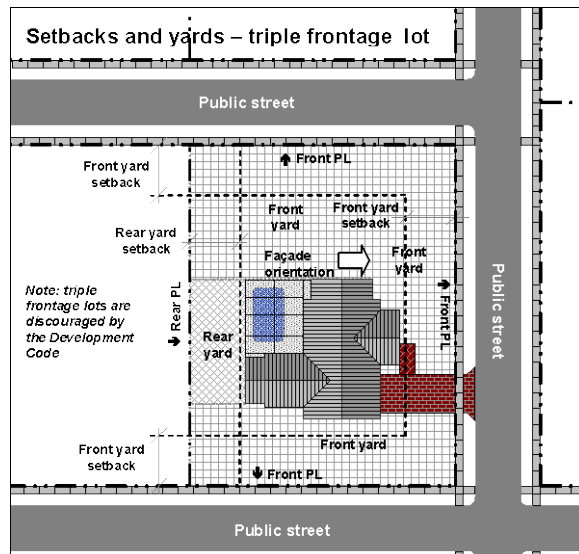 Setbacks and yards – triple frontage lot
Public street
Front yard
setback
Front PL
Front
yard
Front yard
setback
Rear yard
setback
Façade
orientation
Front
yard
Note: triple
frontage lots are
discouraged by
the Development
Code
Rear PL
Rear
yard
Front PL
Public street
Front yard
setback
Front yard
Front PL
Public street